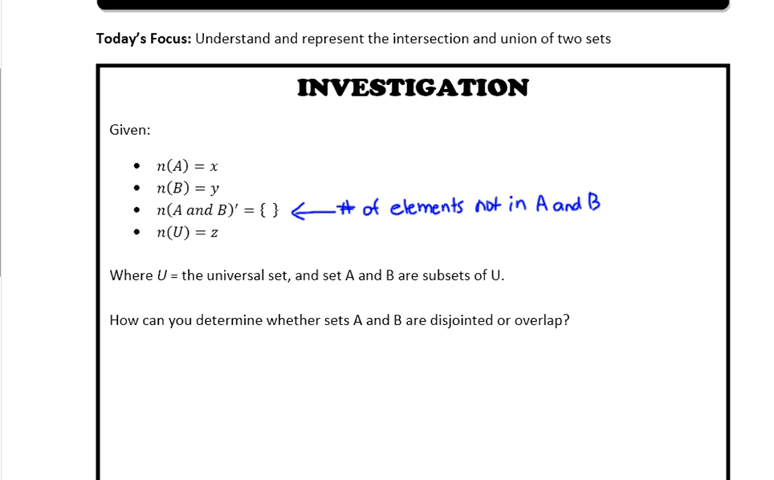 Today's Focus: Understand and represent the intersection and union of two sets
INVESTIGATION
Given:
• n(A) = x
• n(B) = y
• n(A and B)′ = { } ← # of elements not in A and B
• n(U) = z
Where U = the universal set, and set A and B are subsets of U.
How can you determine whether sets A and B are disjointed or overlap?